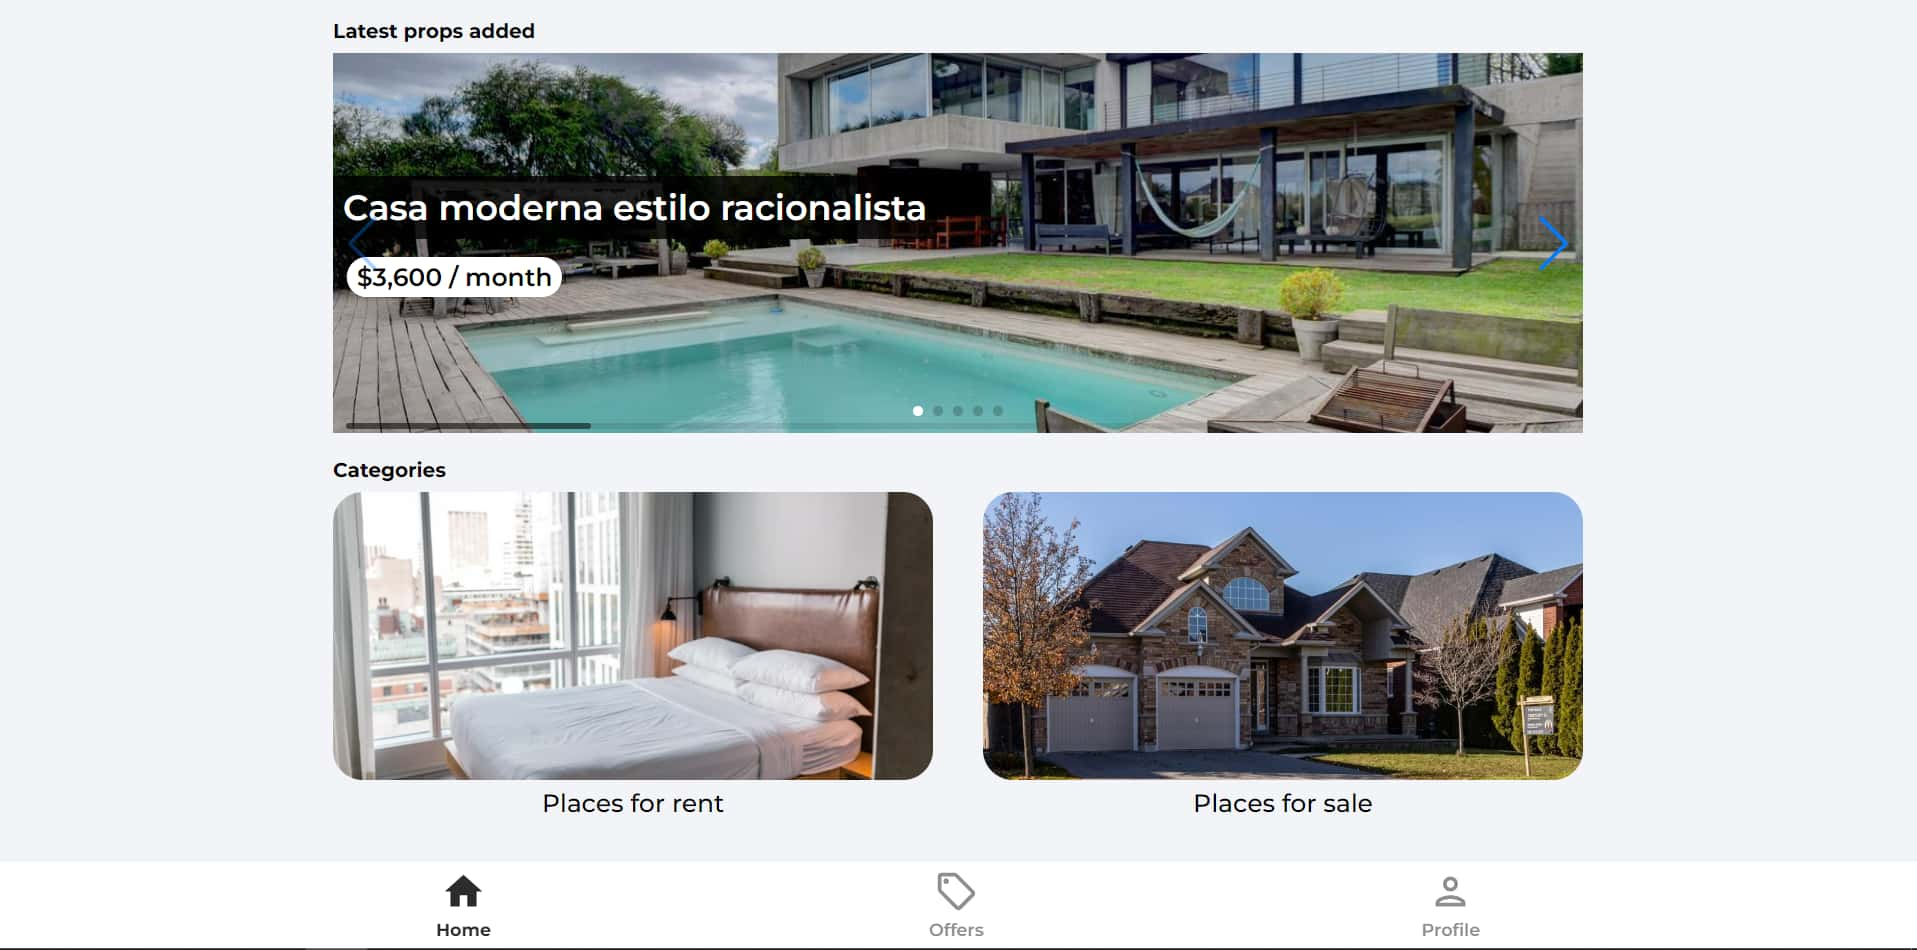 Latest props added
Casa moderna estilo racionalista
$3,600 / month
Categories
Places for rent
Places for sale
Home
Offers
Profile